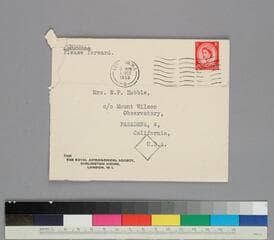 Please forward.
1953
Mrs. E.P. Hubble,
c/o Mount Wilson
Observatory,
PASADENA, 4,
California,
U.S.A.
From
THE ROYAL ASTRONOMICAL SOCIETY,
BURLINGTON HOUSE,
LONDON, W.1.